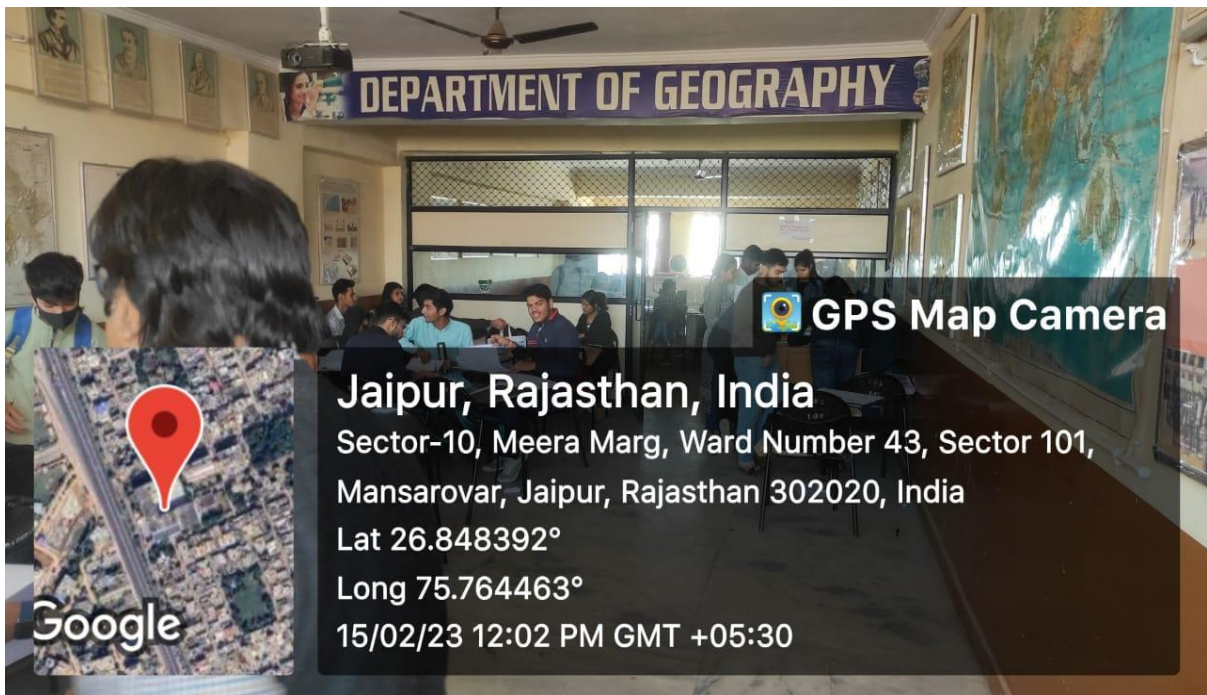 DEPARTMENT OF GEOGRAPHY
GPS Map Camera
Jaipur, Rajasthan, India
Sector-10, Meera Marg, Ward Number 43, Sector 101,
Mansarovar, Jaipur, Rajasthan 302020, India
Lat 26.848392°
Long 75.764463°
15/02/23 12:02 PM GMT +05:30
Google